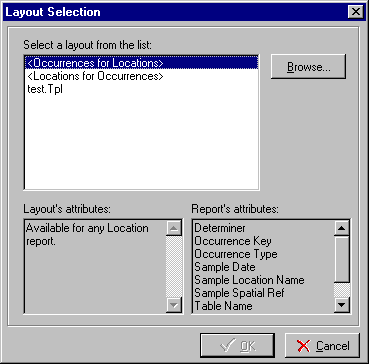 Layout Selection
Select a layout from the list:
<Occurrences for Locations>
<Locations for Occurrences>
test.Tpl
Browse...
Layout's attributes:
Available for any Location
report.
Report's attributes:
Determiner
Occurrence Key
Occurrence Type
Sample Date
Sample Location Name
Sample Spatial Ref
Table Name
OK
Cancel